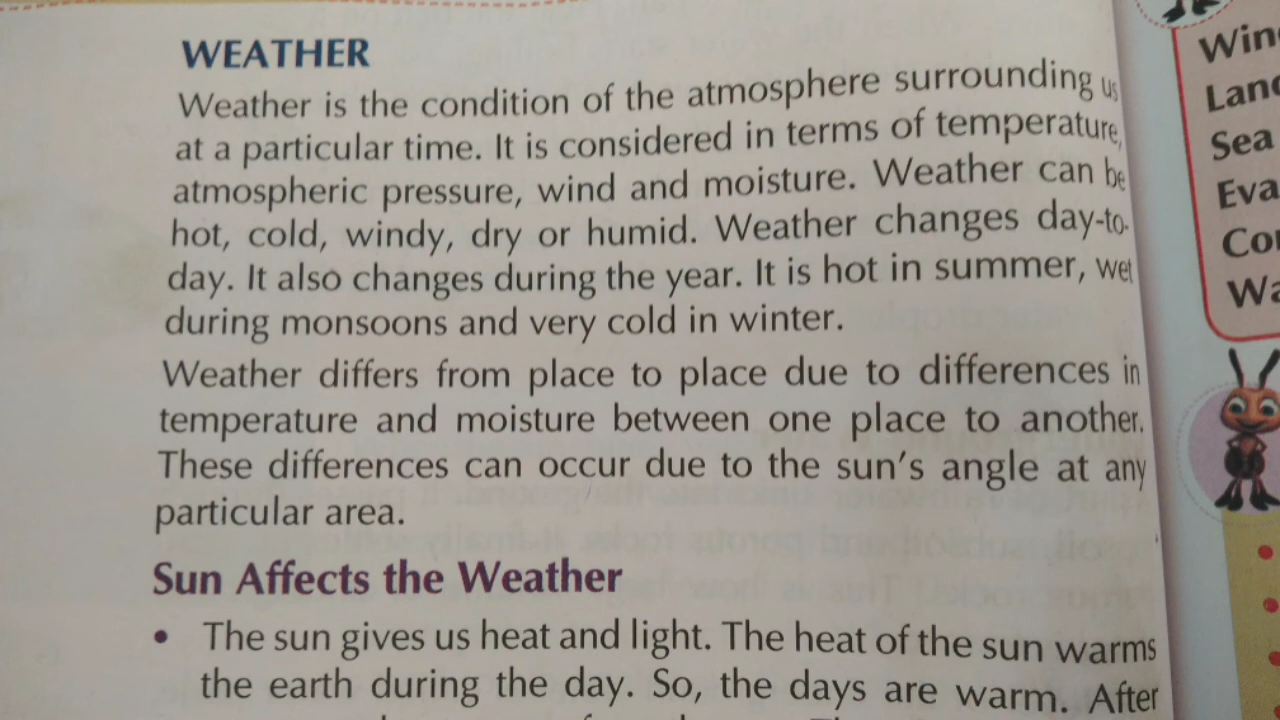 WEATHER
Weather is the condition of the atmosphere surrounding us
at a particular time. It is considered in terms of temperature,
atmospheric pressure, wind and moisture. Weather can be
hot, cold, windy, dry or humid. Weather changes day-to-
day. It also changes during the year. It is hot in summer, wet
during monsoons and very cold in winter.
Weather differs from place to place due to differences in
temperature and moisture between one place to another.
These differences can occur due to the sun's angle at any
particular area.
Sun Affects the Weather
• The sun gives us heat and light. The heat of the sun warms
the earth during the day. So, the days are warm. After
Sea